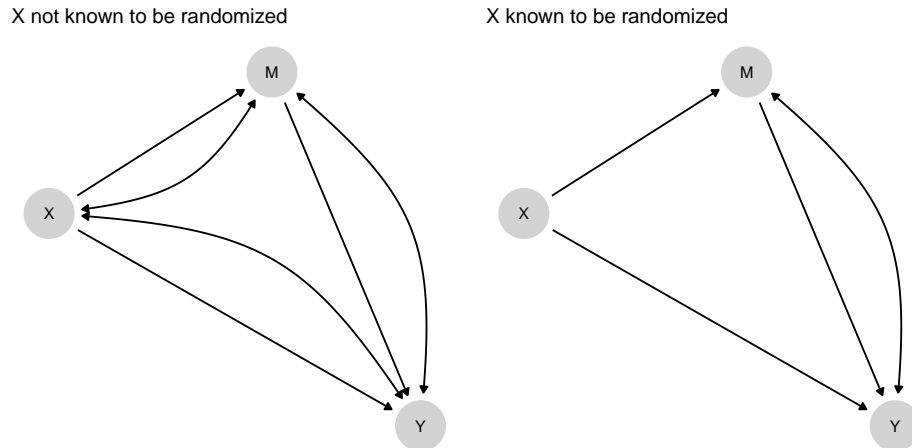 X not known to be randomized
X known to be randomized
M
M
X
X
Y
Y